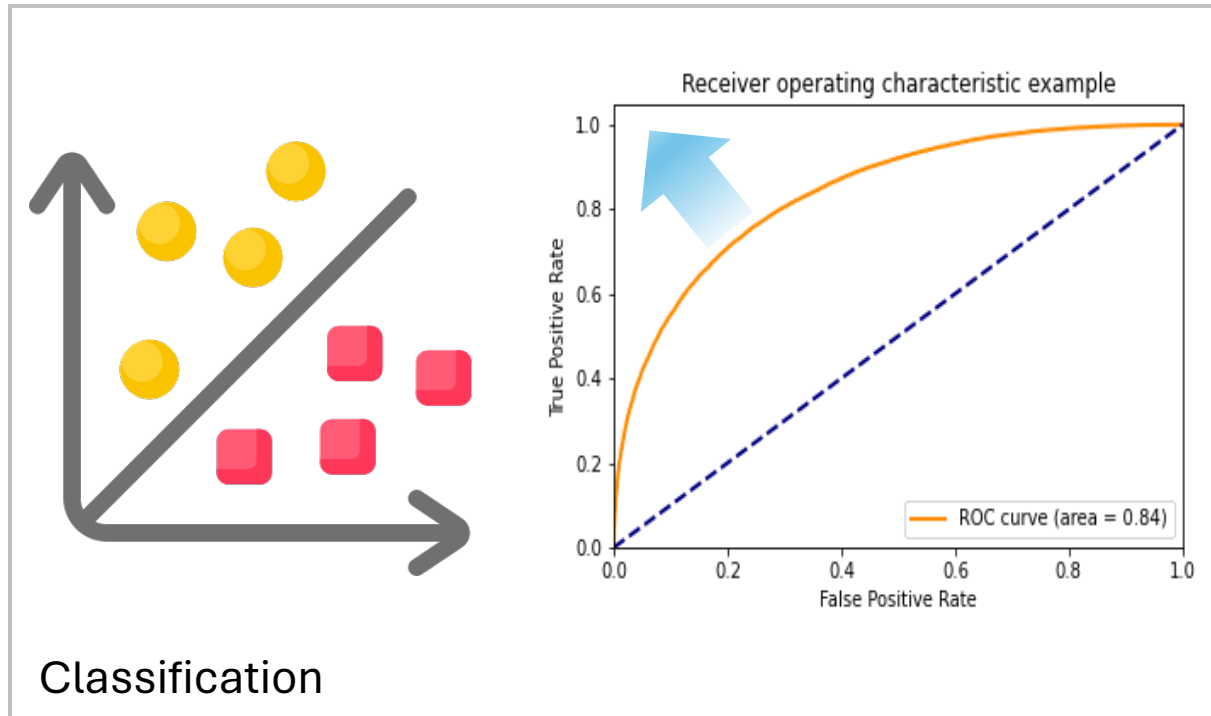 Receiver operating characteristic example
1.0
0.8
0.6
0.4
0.2
0.0
True Positive Rate
ROC curve (area = 0.84)
0.0 0.2 0.4 0.6 0.8 1.0
False Positive Rate
Classification